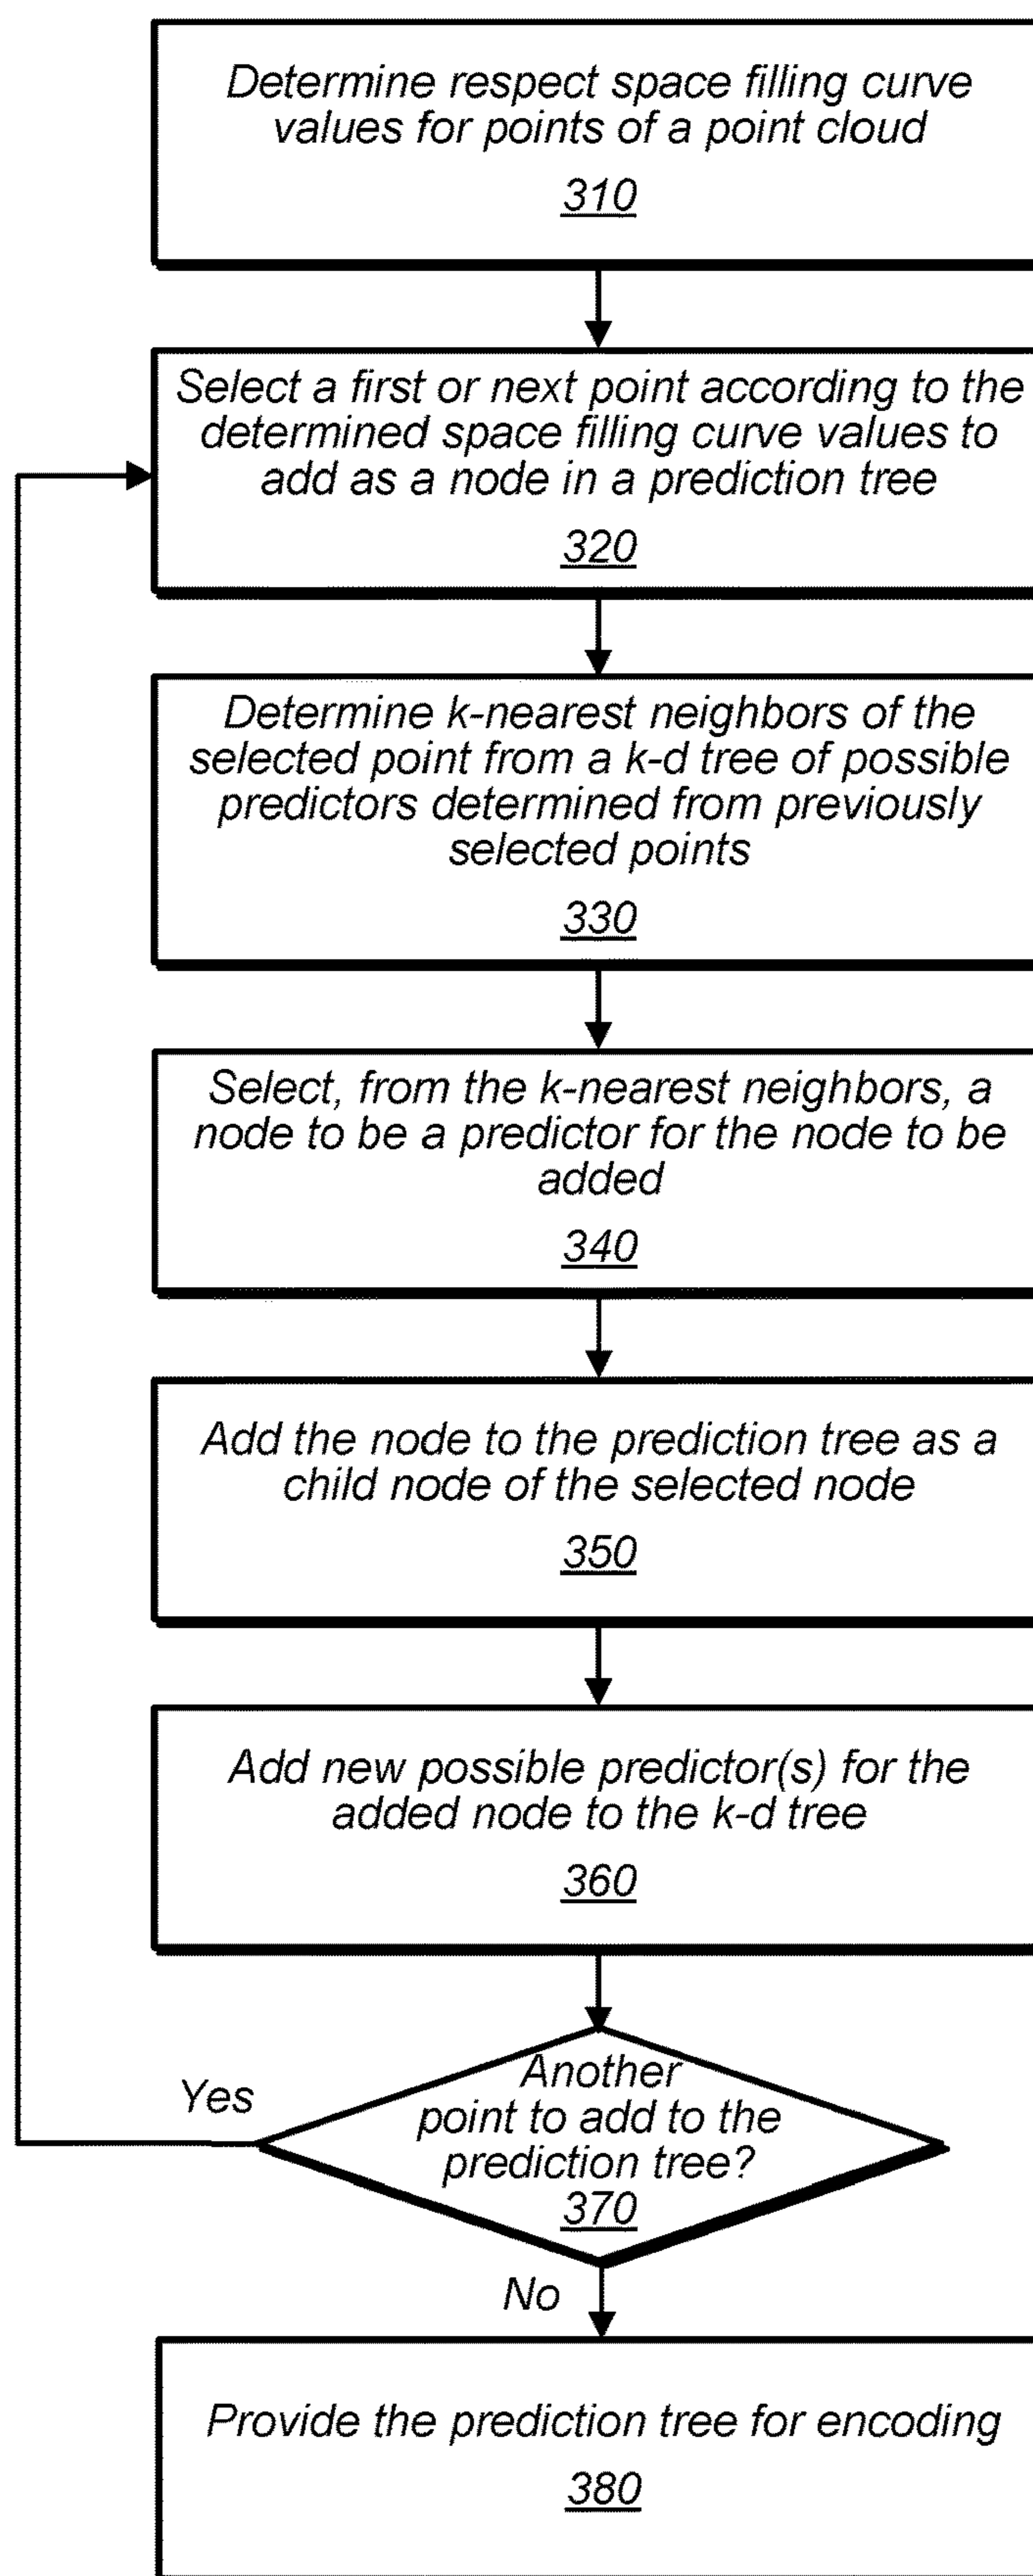 Determine respect space filling curve
values for points of a point cloud
310
Select a first or next point according to the
determined space filling curve values to
add as a node in a prediction tree
320
Determine k-nearest neighbors of the
selected point from a k-d tree of possible
predictors determined from previously
selected points
330
Select, from the k-nearest neighbors, a
node to be a predictor for the node to be
added
340
Add the node to the prediction tree as a
child node of the selected node
350
Add new possible predictor(s) for the
added node to the k-d tree
360
Another
point to add to the
prediction tree?
370
Yes
No
Provide the prediction tree for encoding
380